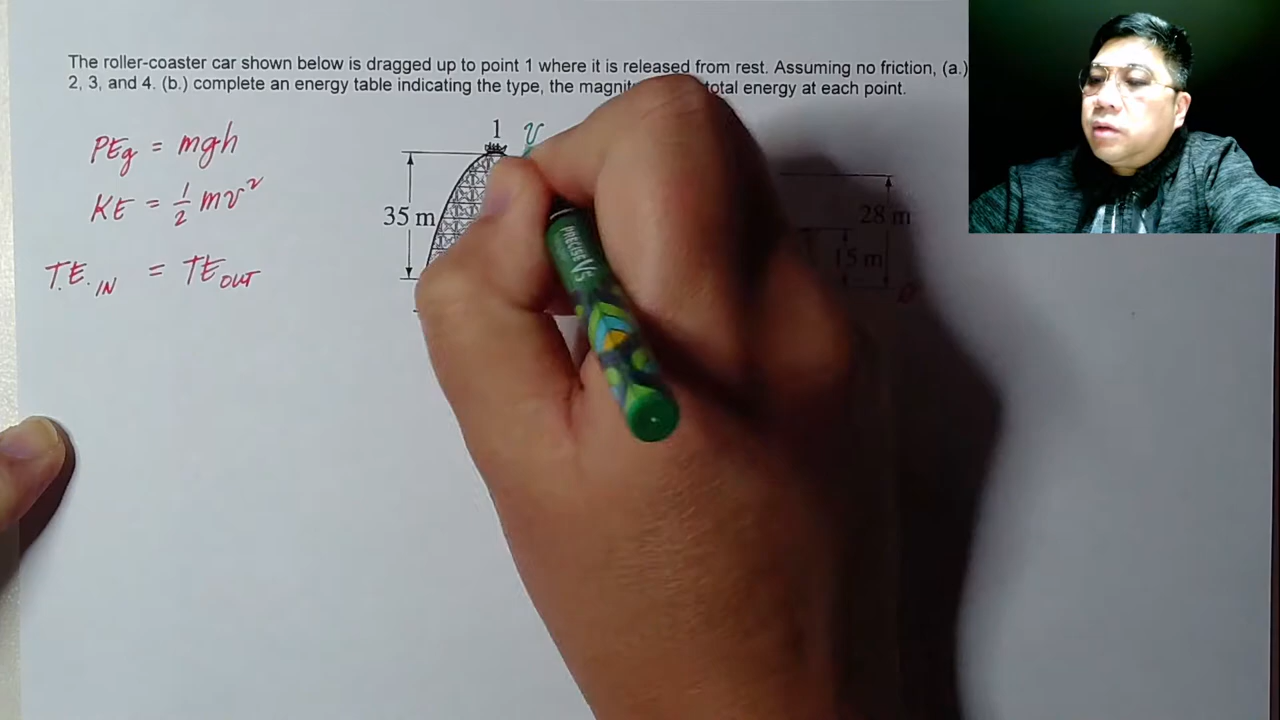 The roller-coaster car shown below is dragged up to point 1 where it is released from rest. Assuming no friction, (a.)
2, 3, and 4. (b.) complete an energy table indicating the type, the magnit total energy at each point.
PEg = mgh
KE = 1/2 mv²
T.E. IN = TE OUT
1 v
35 m
28 m
15 m
PRECISE V5